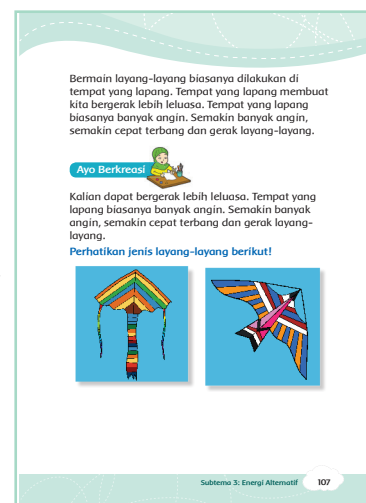 Bermain layang-layang biasanya dilakukan di
tempat yang lapang. Tempat yang lapang membuat
kita bergerak lebih leluasa. Tempat yang lapang
biasanya banyak angin. Semakin banyak angin,
semakin cepat terbang dan gerak layang-layang.
Ayo Berkreasi
Kalian dapat bergerak lebih leluasa. Tempat yang
lapang biasanya banyak angin. Semakin banyak
angin, semakin cepat terbang dan gerak layang-
layang.
Perhatikan jenis layang-layang berikut!
Subtema 3: Energi Alternatif 107